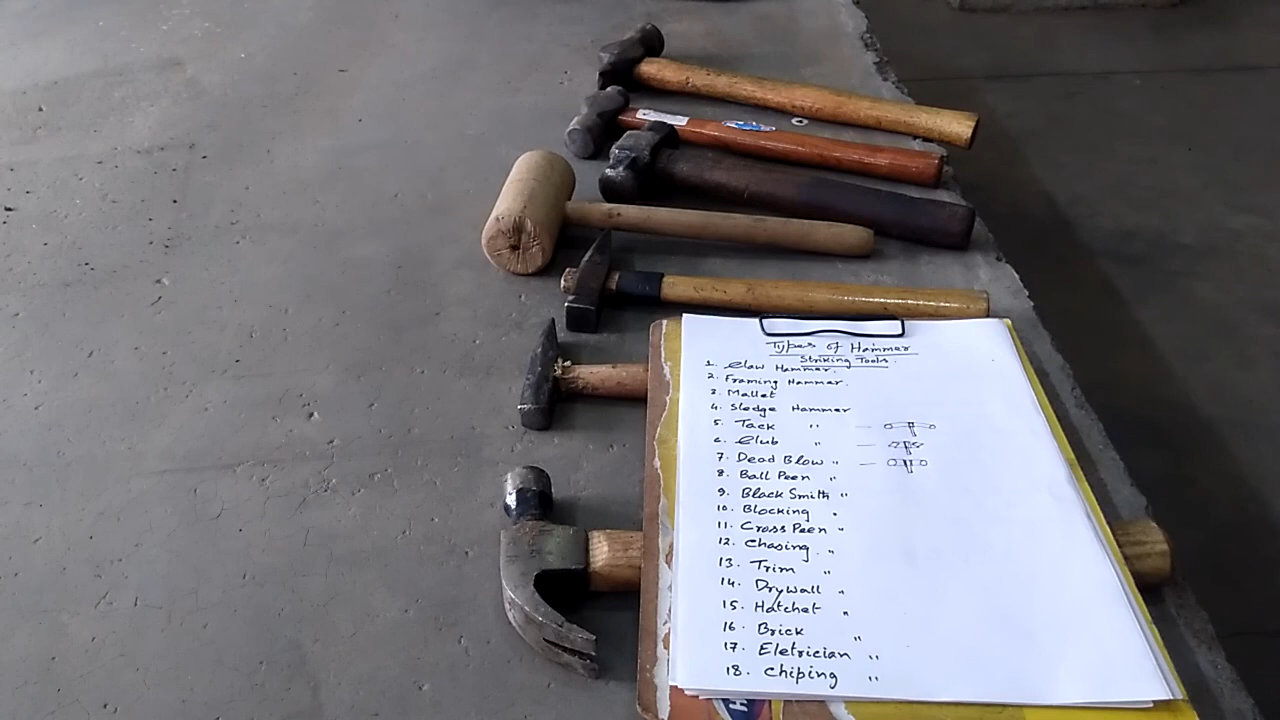 Types of Hammer
Striking Tools.
1. Claw Hammer.
2. Framing Hammer.
3. Mallet
4. Sledge Hammer
5. Tack "
6. Club "
7. Dead Blow "
8. Ball Peen "
9. Black Smith "
10. Blocking "
11. Cross Peen "
12. Chasing. "
13. Trim "
14. Drywall "
15. Hatchet "
16. Brick "
17. Eletrician "
18. Chiping "